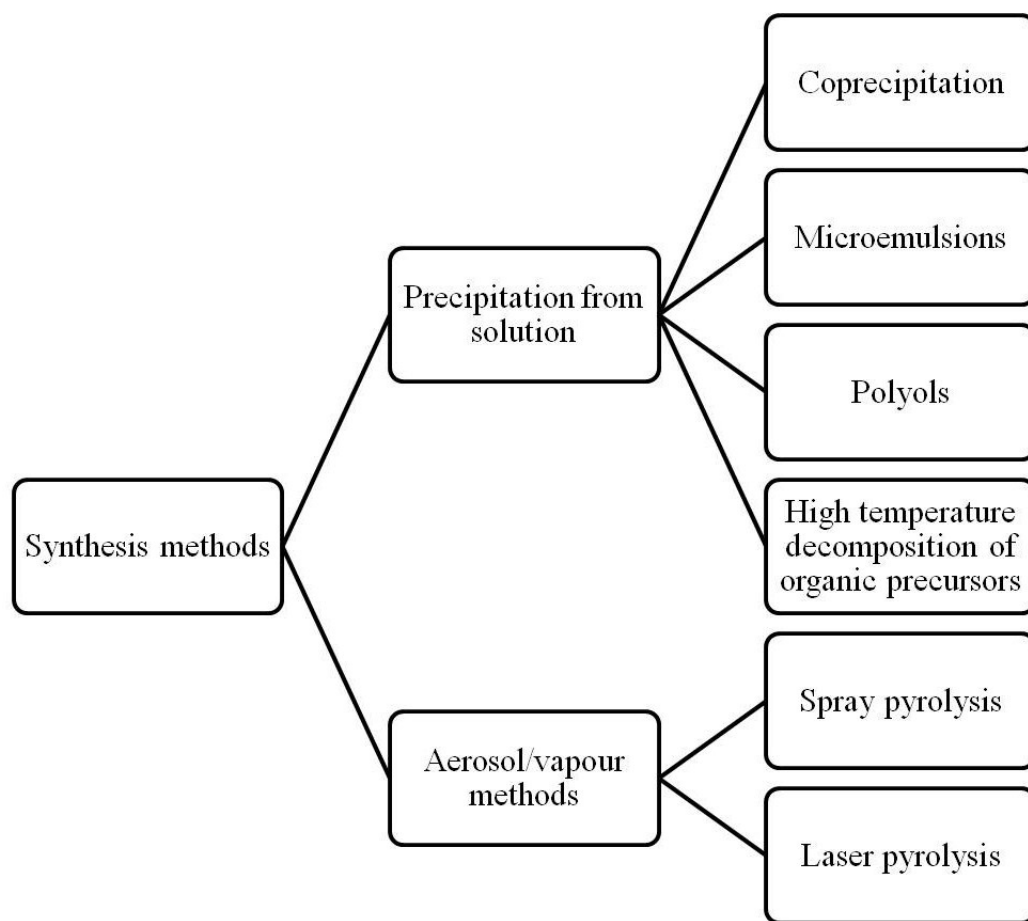 Synthesis methods
Precipitation from
solution
Coprecipitation
Microemulsions
Polyols
High temperature
decomposition of
organic precursors
Aerosol/vapour
methods
Spray pyrolysis
Laser pyrolysis